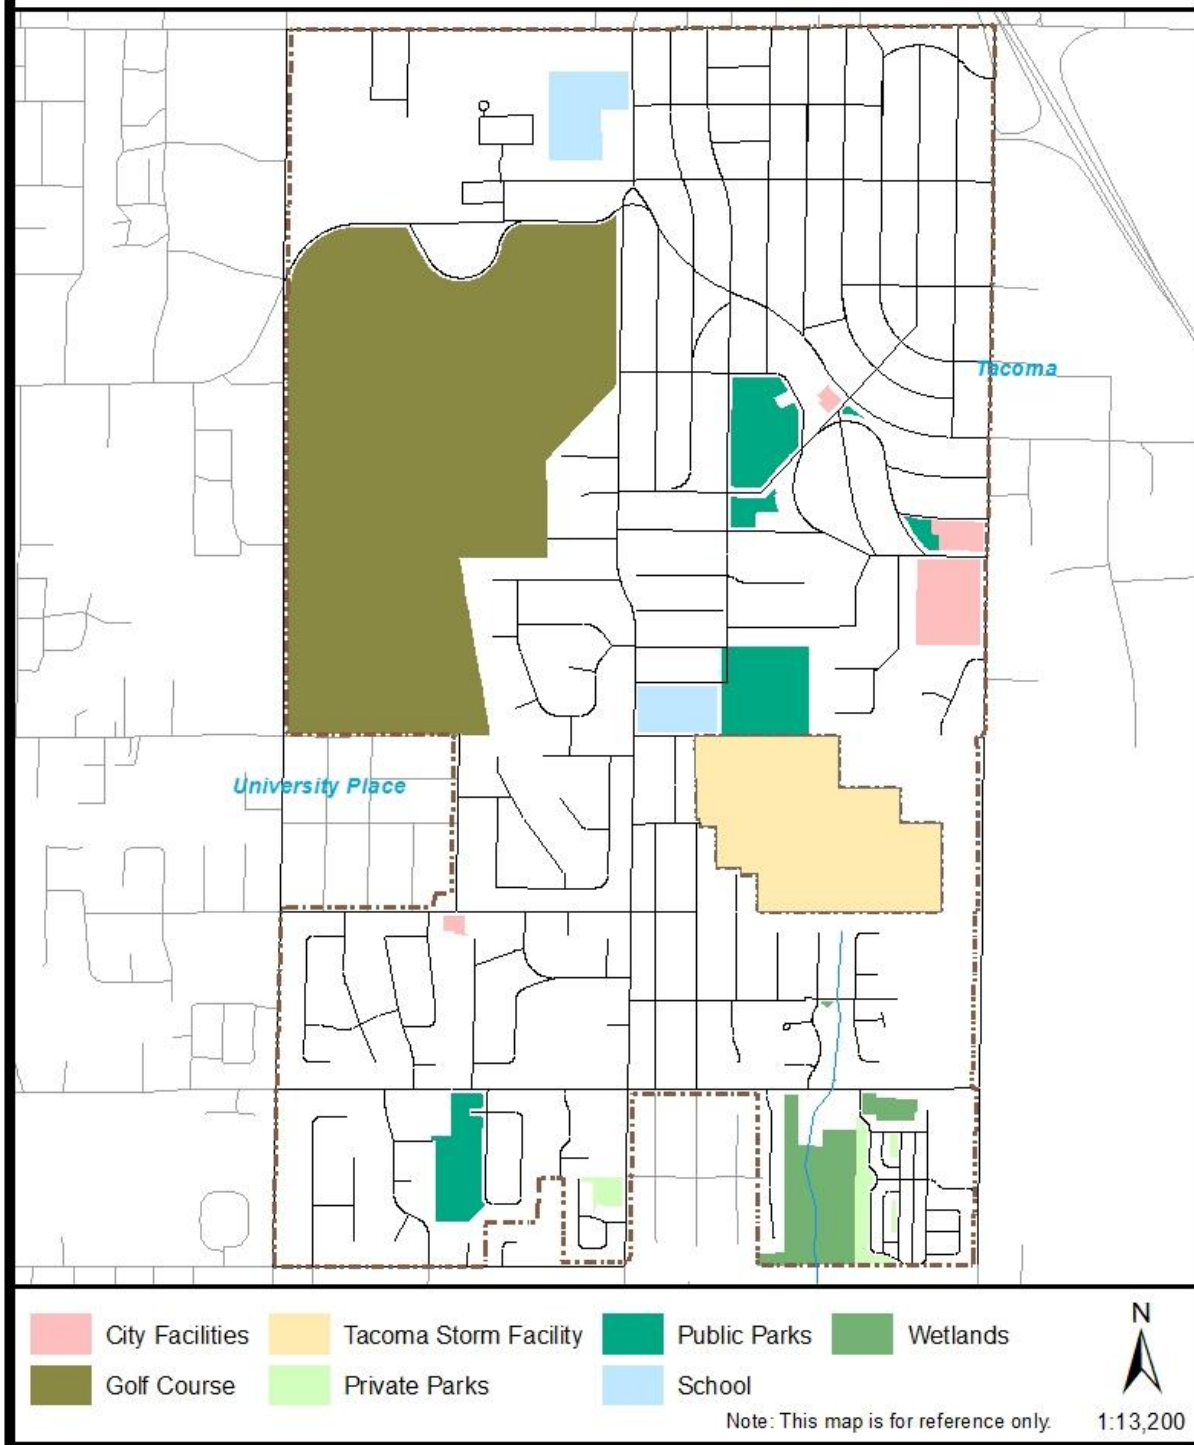 Tacoma
University Place
City Facilities
Tacoma Storm Facility
Public Parks
Wetlands
Golf Course
Private Parks
School
N
Note: This map is for reference only.
1:13,200